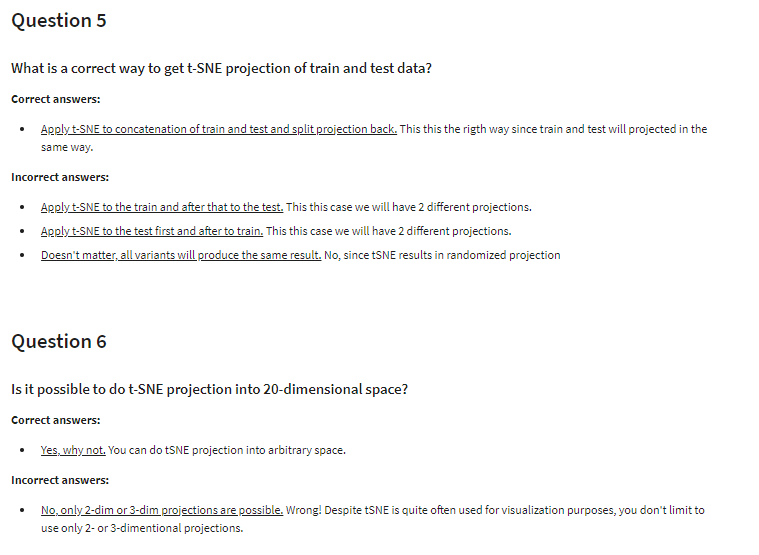 Question 5
What is a correct way to get t-SNE projection of train and test data?
Correct answers:
• Apply t-SNE to concatenation of train and test and split projection back. This this the rigth way since train and test will projected in the
same way.
Incorrect answers:
• Apply t-SNE to the train and after that to the test. This this case we will have 2 different projections.
• Apply t-SNE to the test first and after to train. This this case we will have 2 different projections.
• Doesn't matter, all variants will produce the same result. No, since tSNE results in randomized projection
Question 6
Is it possible to do t-SNE projection into 20-dimensional space?
Correct answers:
• Yes, why not. You can do tSNE projection into arbitrary space.
Incorrect answers:
• No, only 2-dim or 3-dim projections are possible. Wrong! Despite tSNE is quite often used for visualization purposes, you don't limit to
use only 2- or 3-dimentional projections.